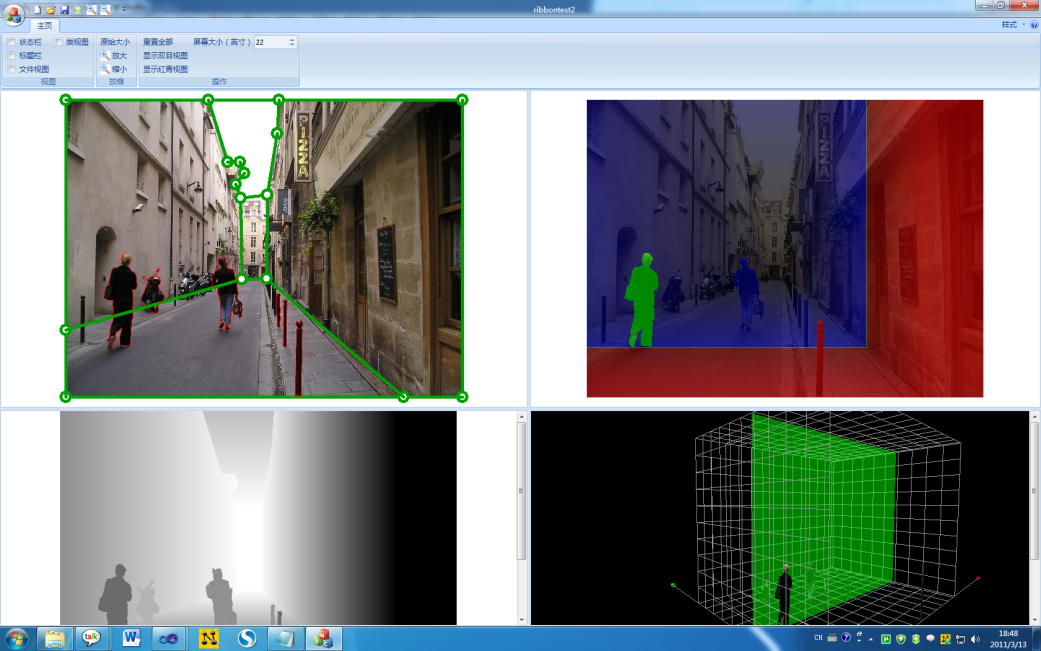 ribbontest2
主页
样式
状态栏 类视图
标题栏
文件视图
视图
原始大小
放大
缩小
放缩
重置全部 屏幕大小（英寸） 22
显示双目视图
显示红青视图
操作
PIZZA
PIZZA
talk
CH
18:48
2011/3/13